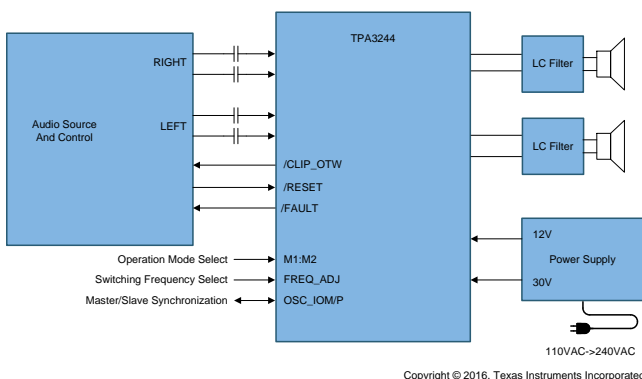 TPA3244
RIGHT
LEFT
Audio Source
And Control
/CLIP_OTW
/RESET
/FAULT
Operation Mode Select
M1:M2
Switching Frequency Select
FREQ_ADJ
Master/Slave Synchronization
OSC_IOM/P
LC Filter
LC Filter
12V
Power Supply
30V
110VAC->240VAC
Copyright © 2016, Texas Instruments Incorporated